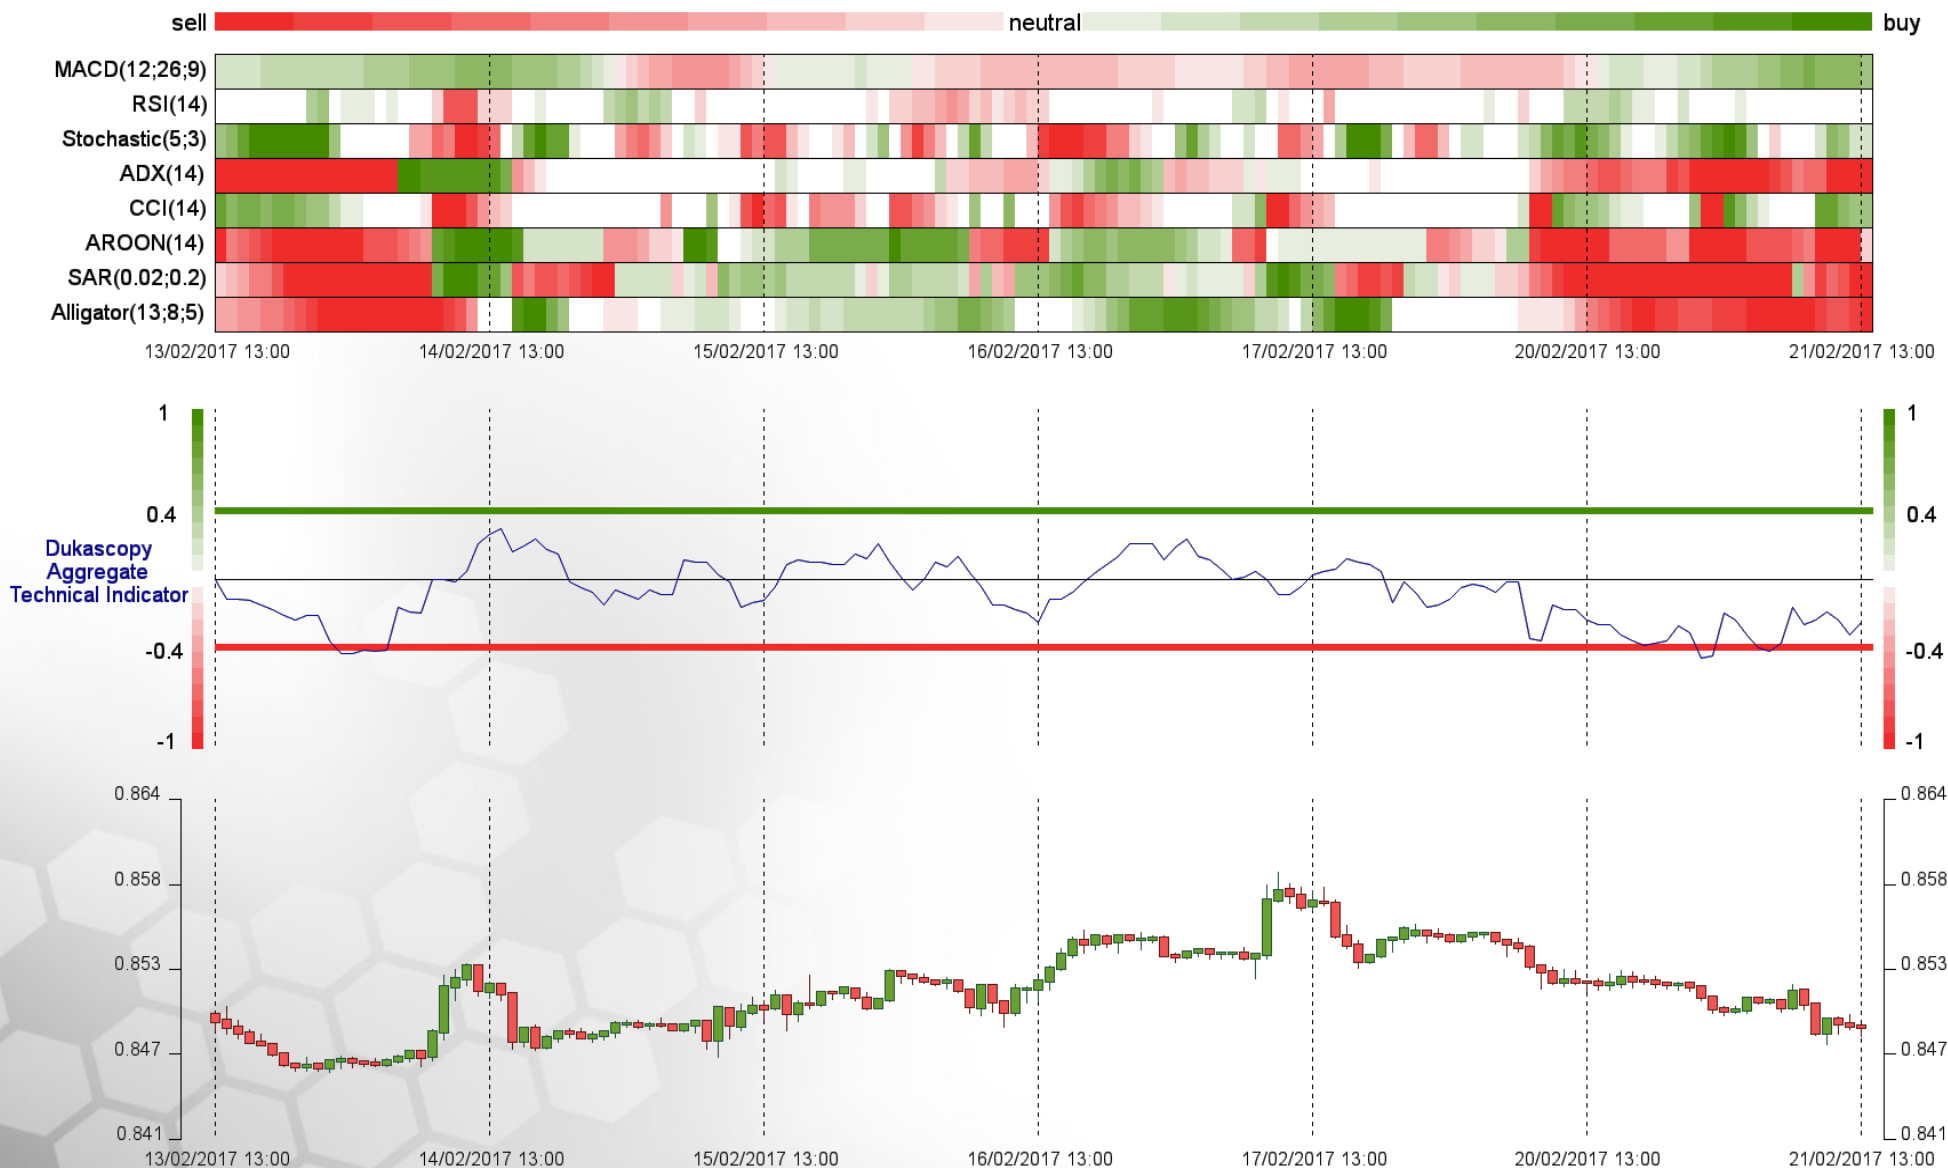 sell neutral buy
MACD(12;26;9)
RSI(14)
Stochastic(5;3)
ADX(14)
CCI(14)
AROON(14)
SAR(0.02;0.2)
Alligator(13;8;5)
13/02/2017 13:00 14/02/2017 13:00 15/02/2017 13:00 16/02/2017 13:00 17/02/2017 13:00 20/02/2017 13:00 21/02/2017 13:00
1 1
0.4 0.4
Dukascopy
Aggregate
Technical Indicator
-0.4 -0.4
-1 -1
0.864 0.864
0.858 0.858
0.853 0.853
0.847 0.847
0.841 0.841
13/02/2017 13:00 14/02/2017 13:00 15/02/2017 13:00 16/02/2017 13:00 17/02/2017 13:00 20/02/2017 13:00 21/02/2017 13:00